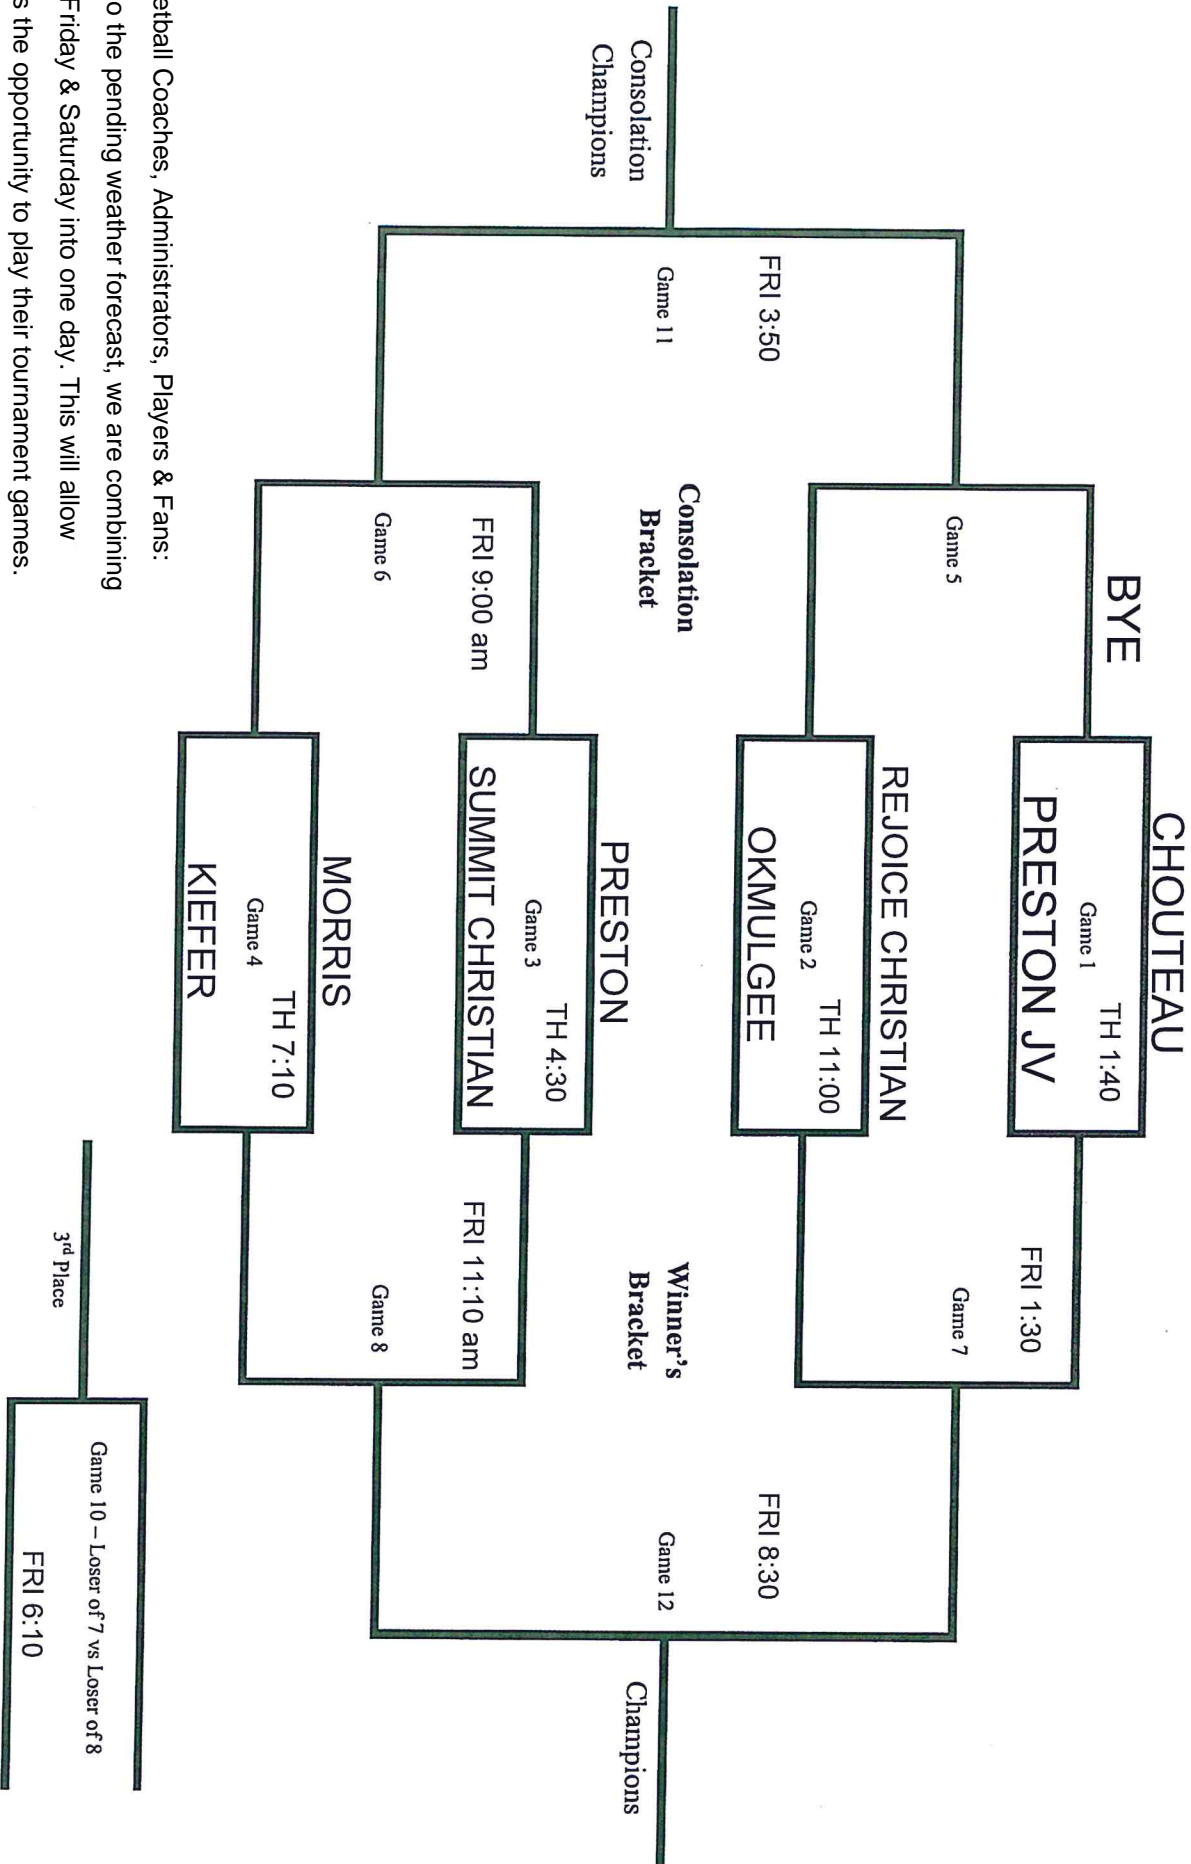 CHOUTEAU
BYE
Game 1
TH 1:40
PRESTON JV
FRI 1:30
Game 5
Game 7
REJOICE CHRISTIAN
Game 2
TH 11:00
OKMULGEE
FRI 3:50
FRI 8:30
Game 11
Game 12
Consolation
Bracket
Winner's
Bracket
Consolation
Champions
Champions
PRESTON
Game 3
TH 4:30
SUMMIT CHRISTIAN
FRI 9:00 am
FRI 11:10 am
Game 6
Game 8
MORRIS
Game 4
TH 7:10
KIEFER
etball Coaches, Administrators, Players & Fans:
o the pending weather forecast, we are combining
Friday & Saturday into one day. This will allow
s the opportunity to play their tournament games.
3rd Place
Game 10 – Loser of 7 vs Loser of 8
FRI 6:10